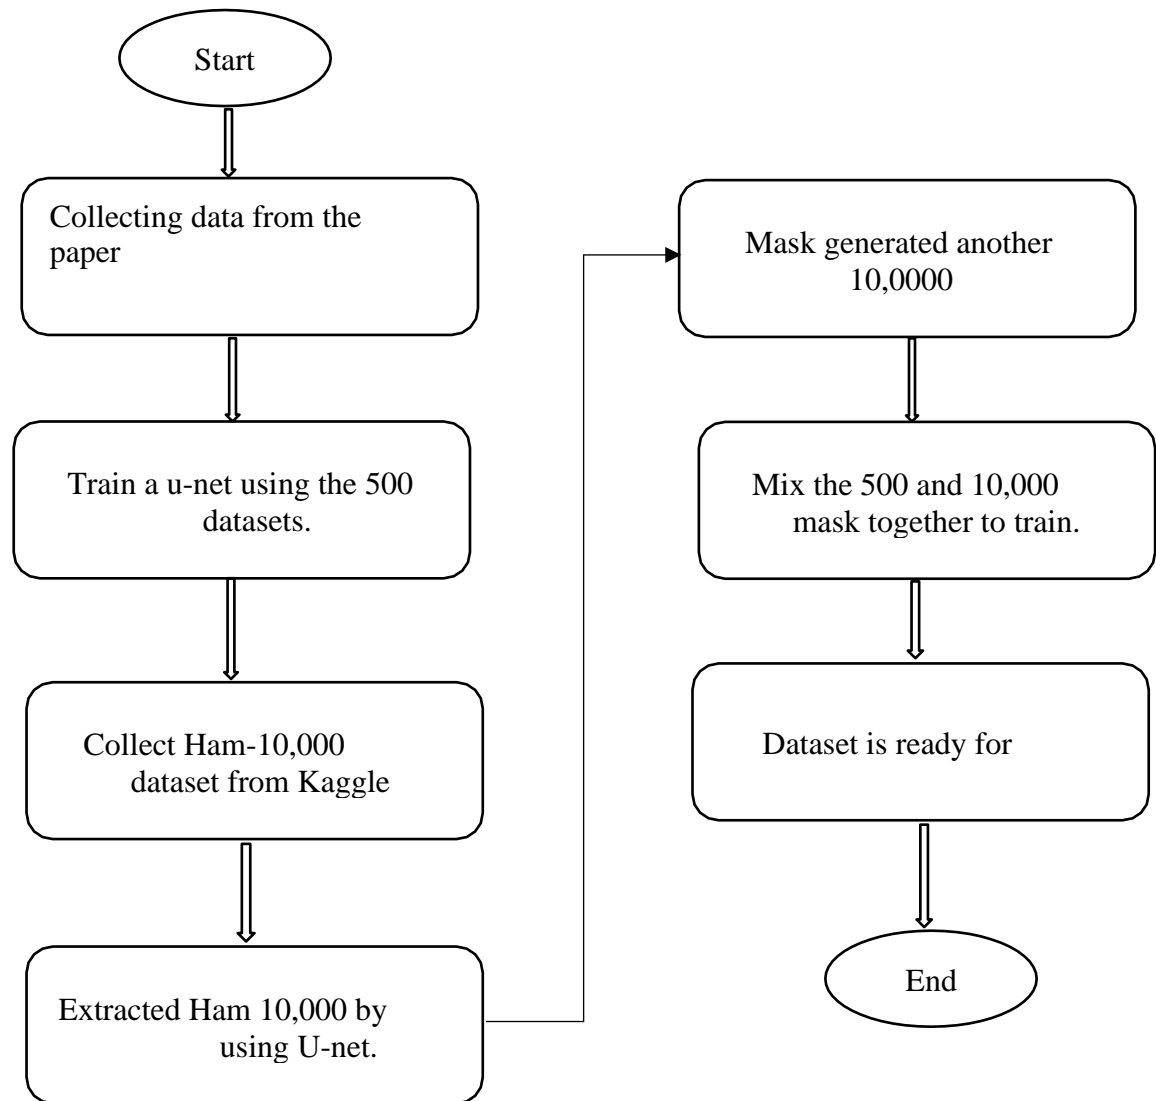 Start
Collecting data from the
paper
Train a u-net using the 500
datasets.
Collect Ham-10,000
dataset from Kaggle
Extracted Ham 10,000 by
using U-net.
Mask generated another
10,0000
Mix the 500 and 10,000
mask together to train.
Dataset is ready for
End